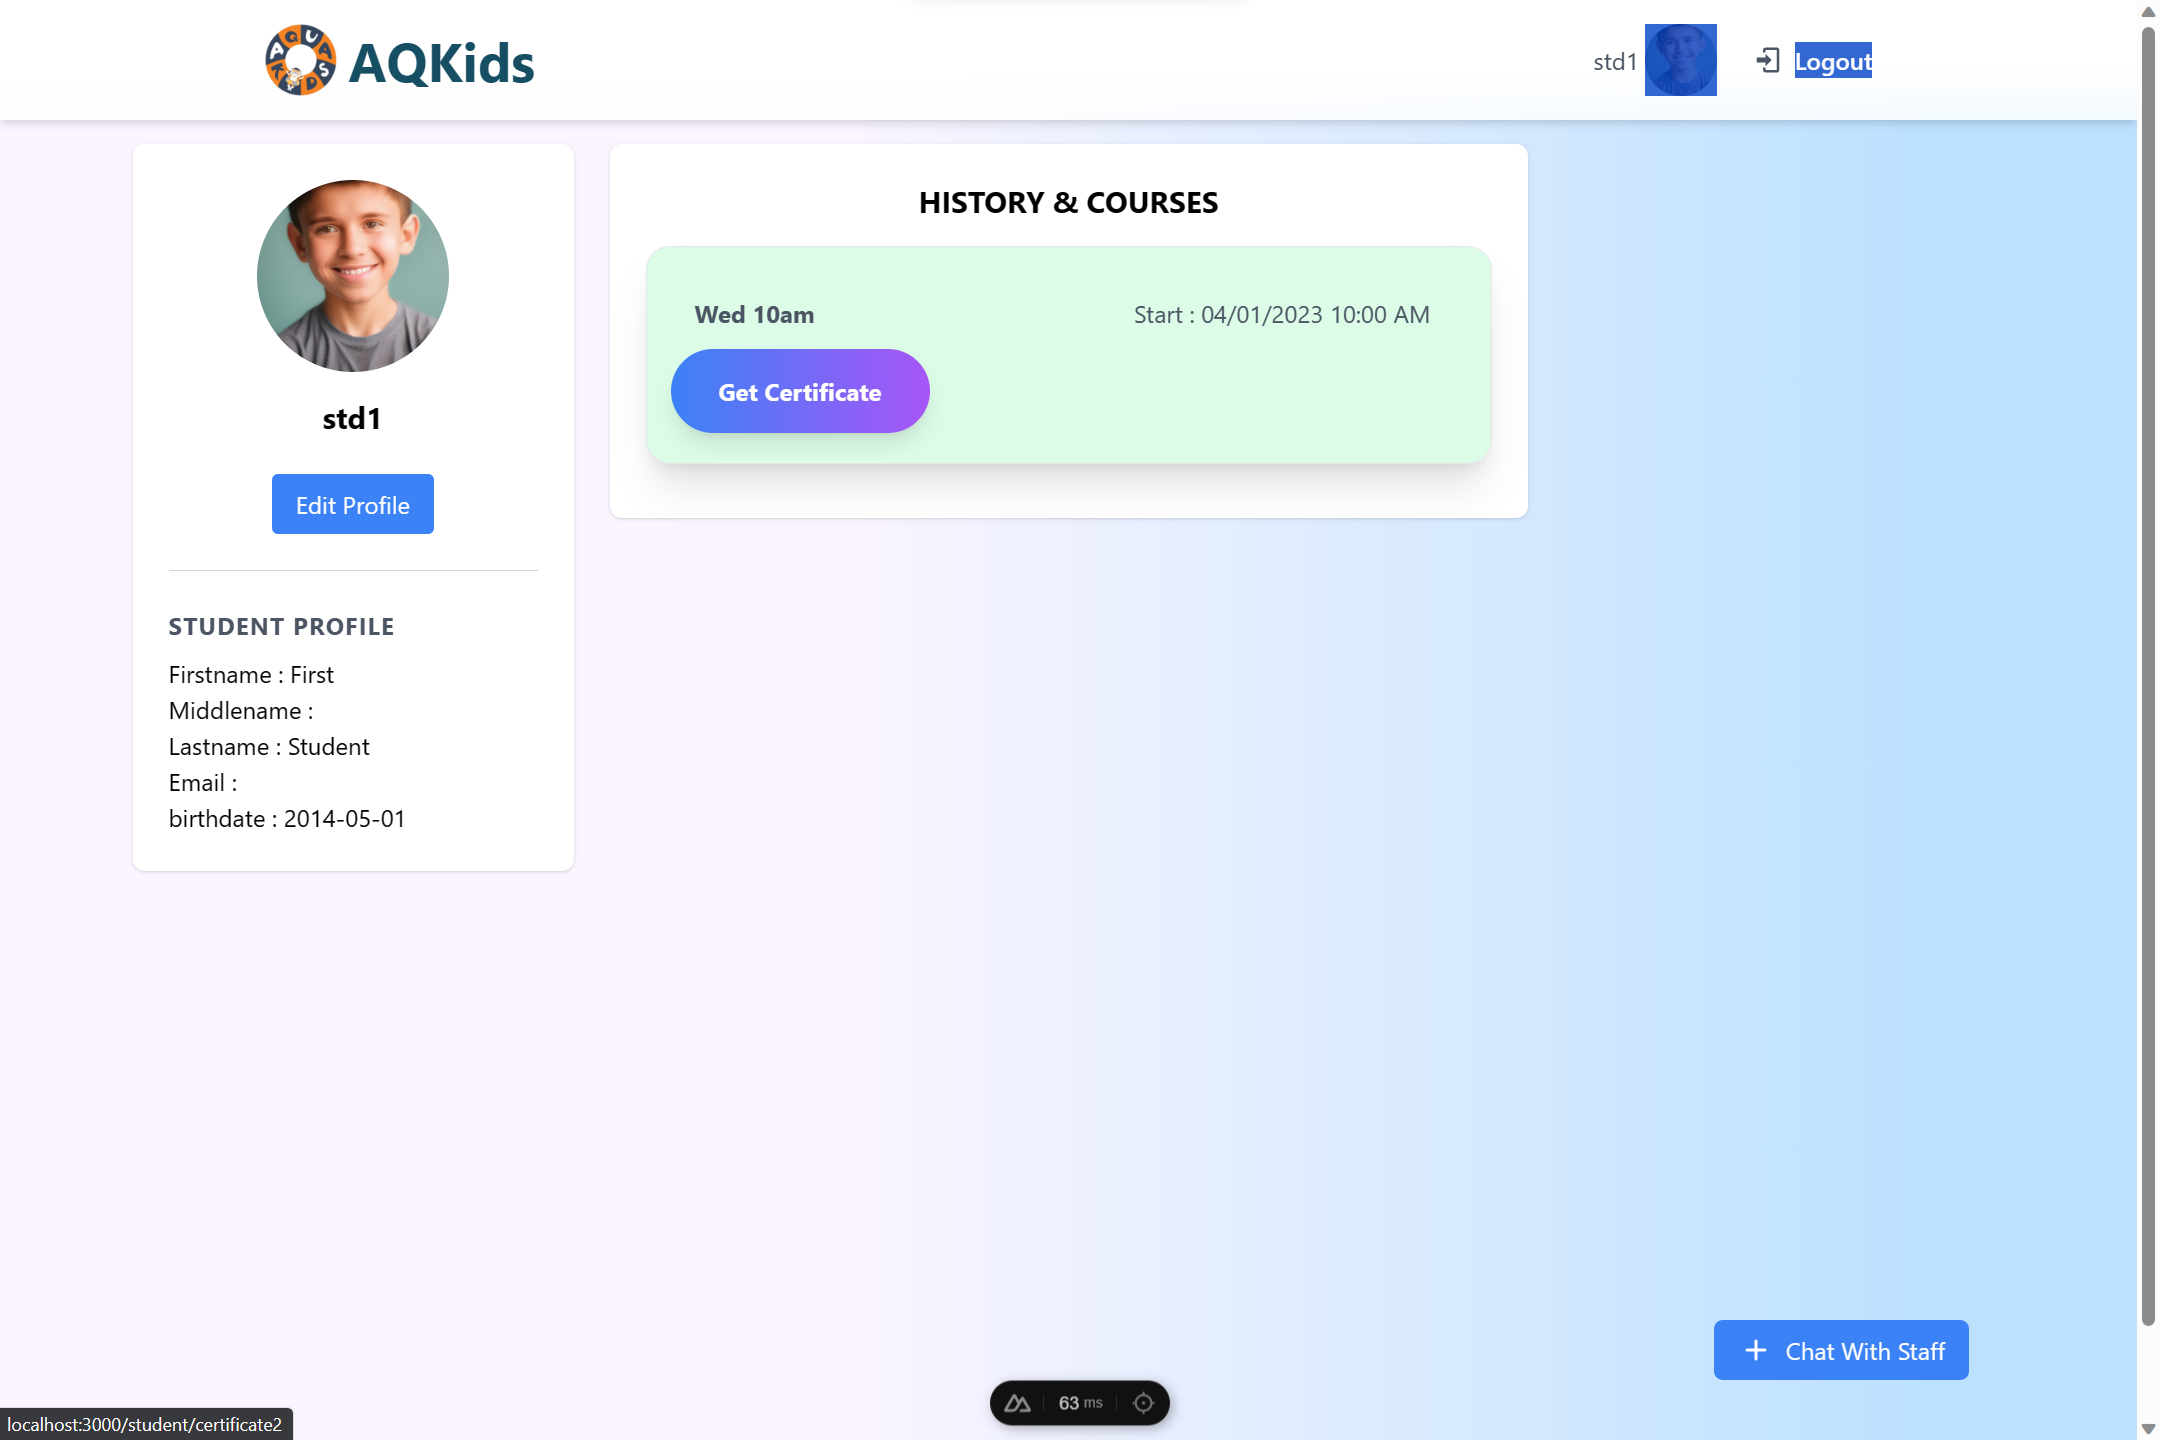 AQUA KIDS
AQKids
std1
Logout
std1
Edit Profile
STUDENT PROFILE
Firstname : First
Middlename :
Lastname : Student
Email :
birthdate : 2014-05-01
HISTORY & COURSES
Wed 10am
Start : 04/01/2023 10:00 AM
Get Certificate
Chat With Staff
63 ms
localhost:3000/student/certificate2